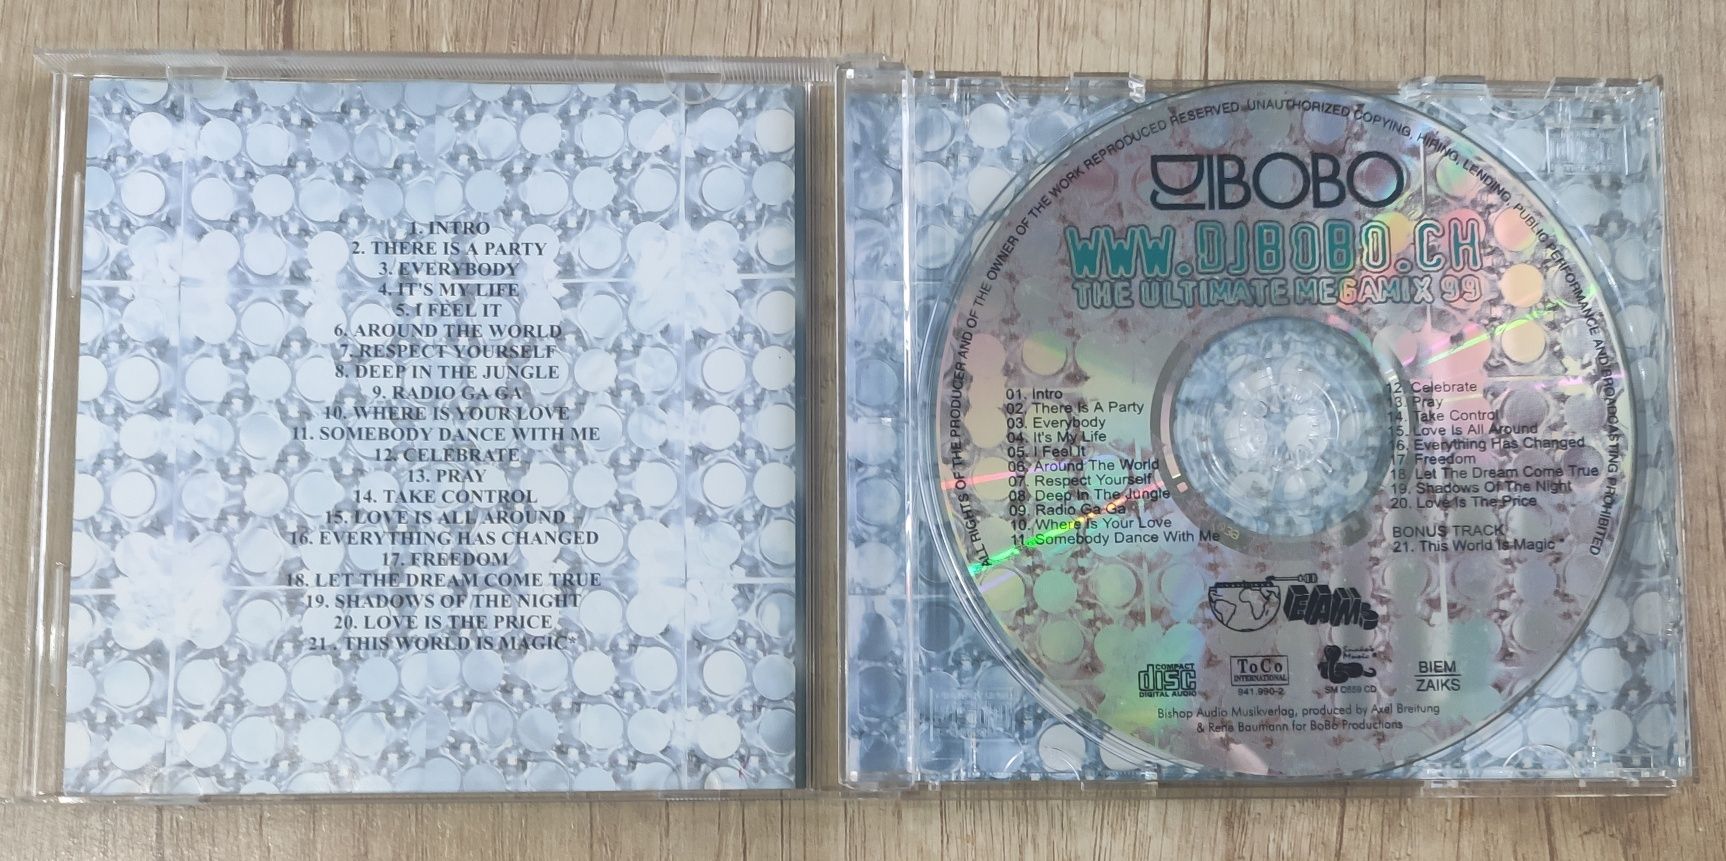 1. INTRO
2. THERE IS A PARTY
3. EVERYBODY
4. IT'S MY LIFE
5. I FEEL IT
6. AROUND THE WORLD
7. RESPECT YOURSELF
8. DEEP IN THE JUNGLE
9. RADIO GA GA
10. WHERE IS YOUR LOVE
11. SOMEBODY DANCE WITH ME
12. CELEBRATE
13. PRAY
14. TAKE CONTROL
15. LOVE IS ALL AROUND
16. EVERYTHING HAS CHANGED
17. FREEDOM
18. LET THE DREAM COME TRUE
19. SHADOWS OF THE NIGHT
20. LOVE IS THE PRICE
21. THIS WORLD IS MAGIC*
ALL RIGHTS OF THE PRODUCER AND OF THE OWNER OF THE WORK REPRODUCED RESERVED. UNAUTHORIZED COPYING, HIRING, LENDING, PUBLIC PERFORMANCE AND BROADCASTING PROHIBITED
DJ BOBO
WWW.DJBOBO.CH
THE ULTIMATE MEGAMIX 99
01. Intro
02. There Is A Party
03. Everybody
04. It's My Life
05. I Feel It
06. Around The World
07. Respect Yourself
08. Deep In The Jungle
09. Radio Ga Ga
10. Where Is Your Love
11. Somebody Dance With Me
12. Celebrate
13. Pray
14. Take Control
15. Love Is All Around
16. Everything Has Changed
17. Freedom
18. Let The Dream Come True
19. Shadows Of The Night
20. Love Is The Price
BONUS TRACK
21. This World Is Magic *
EAMS
COMPACT
disc
DIGITAL AUDIO
ToCo
INTERNATIONAL
941.990-2
Snake's
Music
SM 0559 CD
BIEM
ZAIKS
Bishop Audio Musikverlag, produced by Axel Breitung
& René Baumann for BoBo Productions